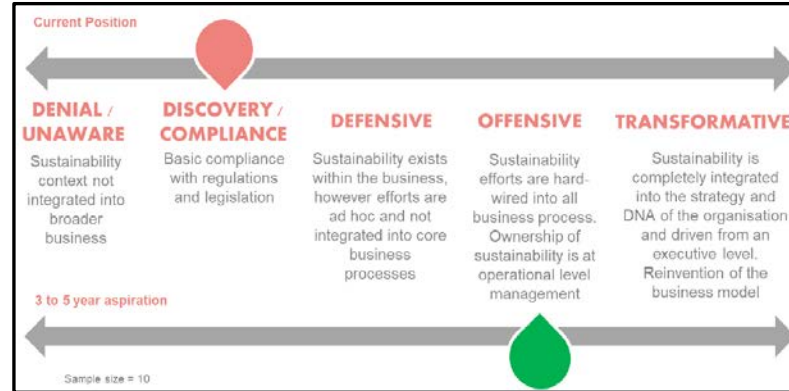 Current Position
DENIAL /
UNAWARE
Sustainability
context not
integrated into
broader
business
DISCOVERY /
COMPLIANCE
Basic compliance
with regulations
and legislation
DEFENSIVE
Sustainability exists
within the business,
however efforts are
ad hoc and not
integrated into core
business
processes
OFFENSIVE
Sustainability
efforts are hard-
wired into all
business process.
Ownership of
sustainability is at
operational level
management
TRANSFORMATIVE
Sustainability is
completely integrated
into the strategy and
DNA of the organisation
and driven from an
executive level.
Reinvention of the
business model
3 to 5 year aspiration
Sample size = 10